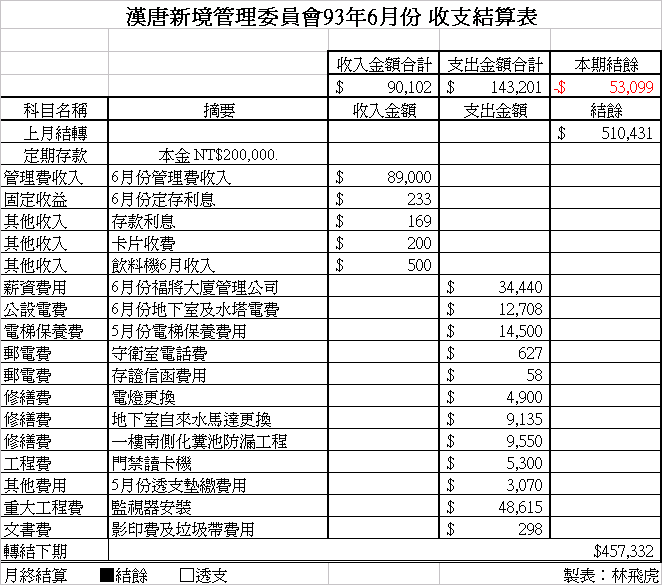 漢唐新境管理委員會93年6月份 收支結算表
收入金額合計 支出金額合計 本期結餘
$ 90,102 $ 143,201 -$ 53,099
科目名稱 摘要 收入金額 支出金額 結餘
上月結轉 $ 510,431
定期存款 本金 NT$200,000.
管理費收入 6月份管理費收入 $ 89,000
固定收益 6月份定存利息 $ 233
其他收入 存款利息 $ 169
其他收入 卡片收費 $ 200
其他收入 飲料機6月收入 $ 500
薪資費用 6月份福將大廈管理公司 $ 34,440
公設電費 6月份地下室及水塔電費 $ 12,708
電梯保養費 5月份電梯保養費用 $ 14,500
郵電費 守衛室電話費 $ 627
郵電費 存證信函費用 $ 58
修繕費 電燈更換 $ 4,900
修繕費 地下室自來水馬達更換 $ 9,135
修繕費 一樓南側化糞池防漏工程 $ 9,550
工程費 門禁讀卡機 $ 5,300
其他費用 5月份透支墊繳費用 $ 3,070
重大工程費 監視器安裝 $ 48,615
文書費 影印費及垃圾帶費用 $ 298
轉結下期 $457,332
月終結算 ■結餘 □透支 製表：林飛虎